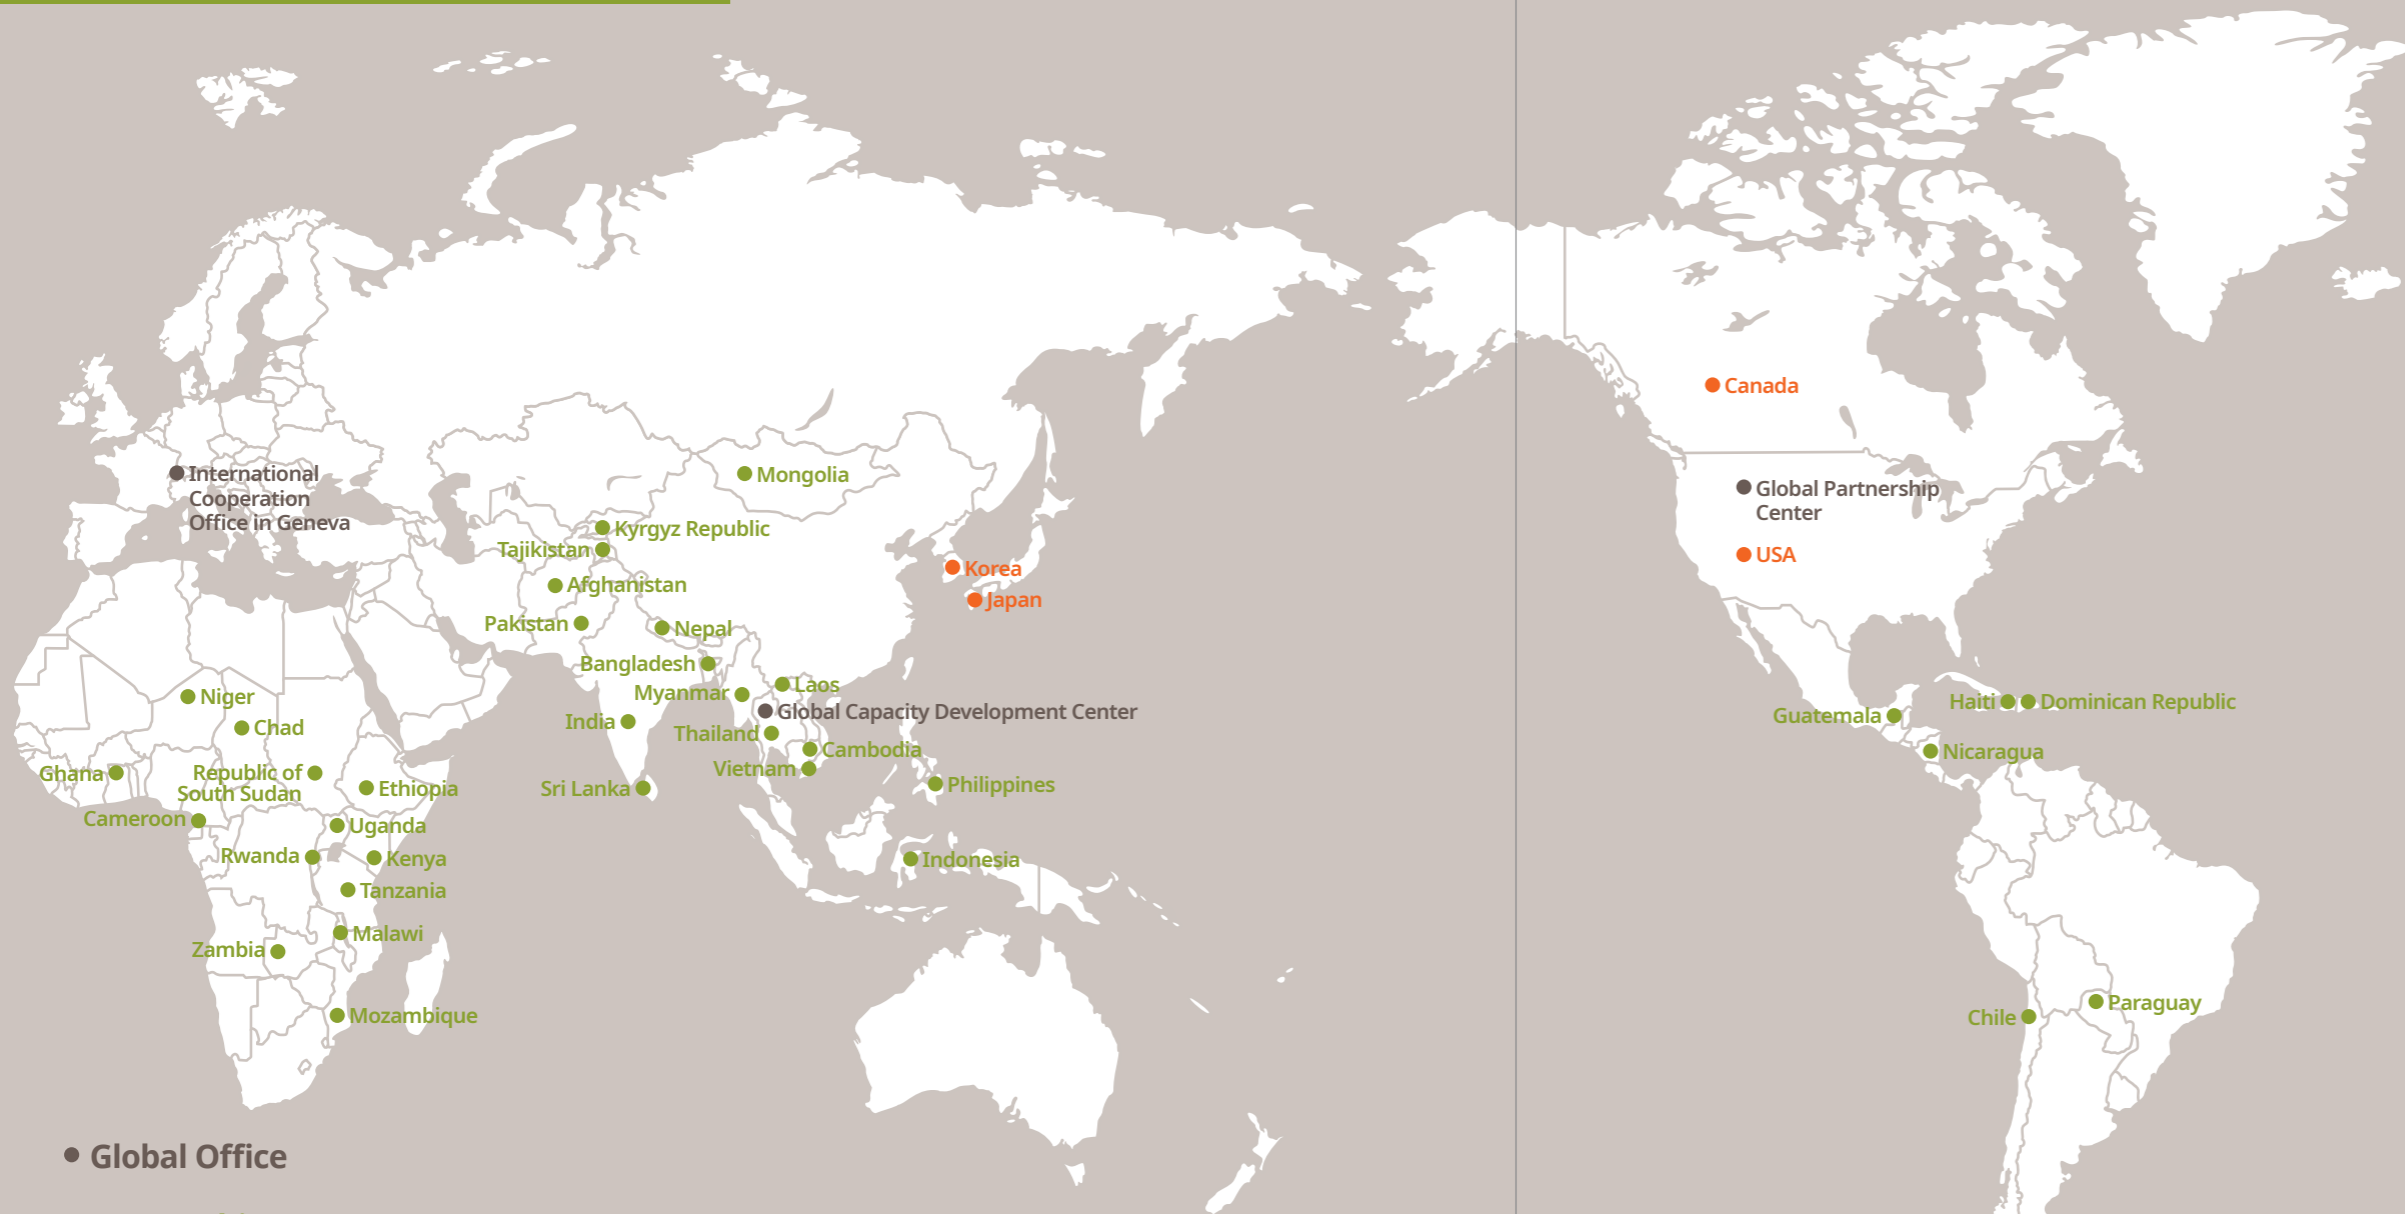 International
Cooperation
Office in Geneva
Mongolia
Kyrgyz Republic
Tajikistan
Afghanistan
Pakistan
Nepal
Bangladesh
Myanmar
Laos
Global Capacity Development Center
India
Thailand
Cambodia
Vietnam
Sri Lanka
Philippines
Indonesia
Korea
Japan
Niger
Chad
Ghana
Republic of
South Sudan
Ethiopia
Cameroon
Uganda
Rwanda
Kenya
Tanzania
Malawi
Zambia
Mozambique
Canada
Global Partnership
Center
USA
Haiti
Dominican Republic
Guatemala
Nicaragua
Paraguay
Chile
Global Office